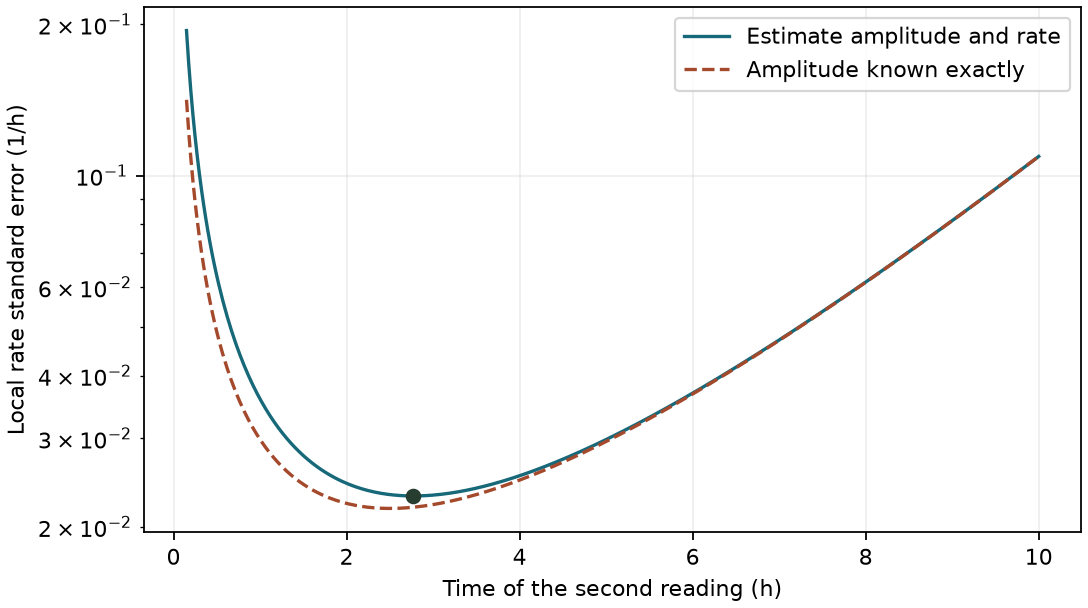 2 × 10⁻¹
10⁻¹
6 × 10⁻²
4 × 10⁻²
3 × 10⁻²
2 × 10⁻²
Local rate standard error (1/h)
Estimate amplitude and rate
Amplitude known exactly
0 2 4 6 8 10
Time of the second reading (h)